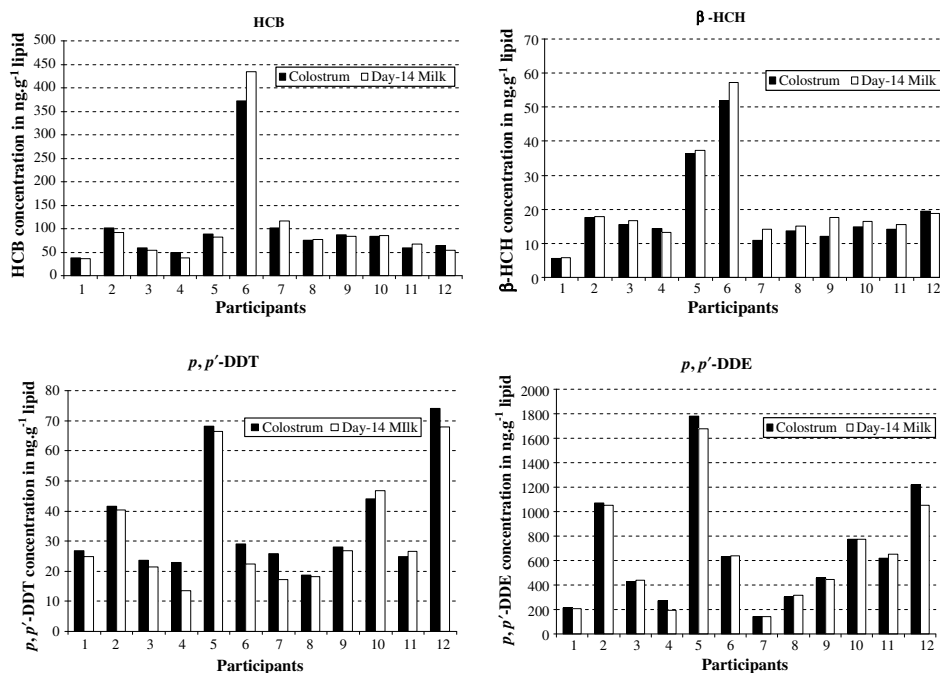 HCB
HCB concentration in ng.g⁻¹ lipid
500
450
400
350
300
250
200
150
100
50
0
Colostrum Day-14 Milk
1 2 3 4 5 6 7 8 9 10 11 12
Participants
β -HCH
β-HCH concentration in ng.g⁻¹ lipid
70
60
50
40
30
20
10
0
Colostrum Day-14 Milk
1 2 3 4 5 6 7 8 9 10 11 12
Participants
p, p′-DDT
p, p′-DDT concentration in ng.g⁻¹ lipid
80
70
60
50
40
30
20
10
0
Colostrum Day-14 MIlk
1 2 3 4 5 6 7 8 9 10 11 12
Participants
p, p′-DDE
p, p′-DDE concentration in ng.g⁻¹ lipid
2000
1800
1600
1400
1200
1000
800
600
400
200
0
Colostrum Day-14 Milk
1 2 3 4 5 6 7 8 9 10 11 12
Participants